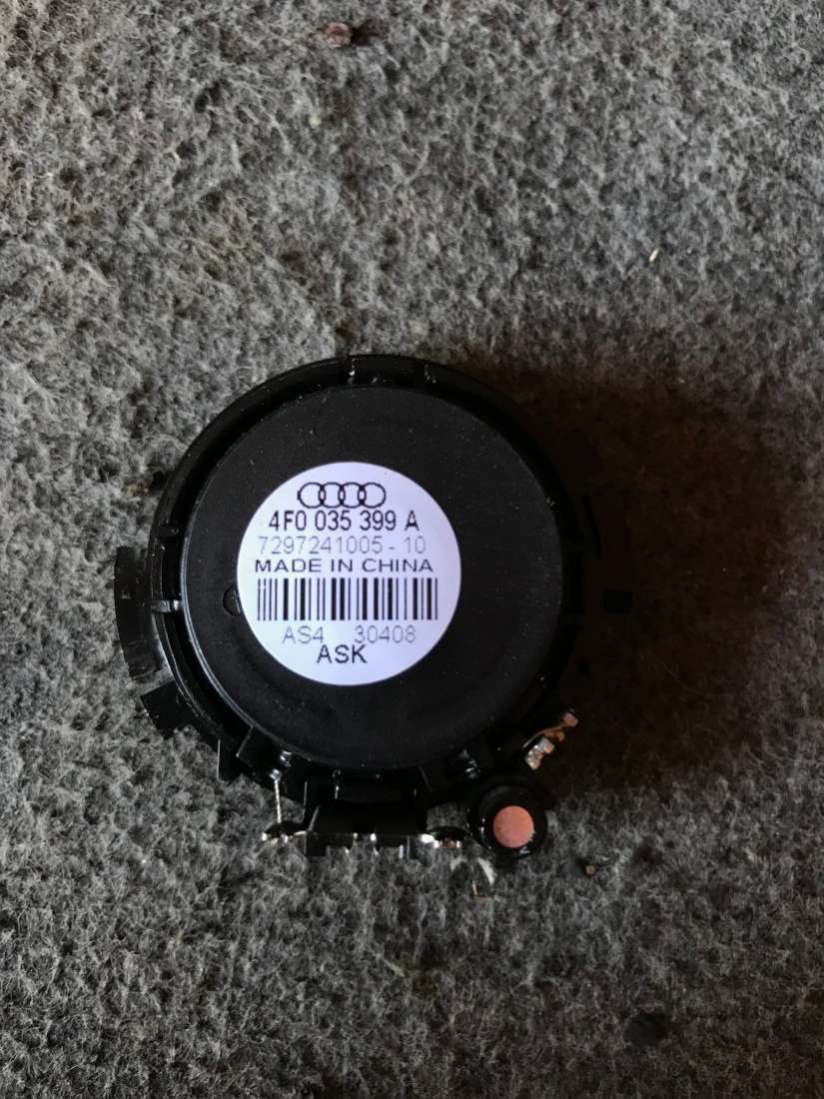 4F0 035 399 A
7297241005 - 10
MADE IN CHINA
AS4 30408
ASK